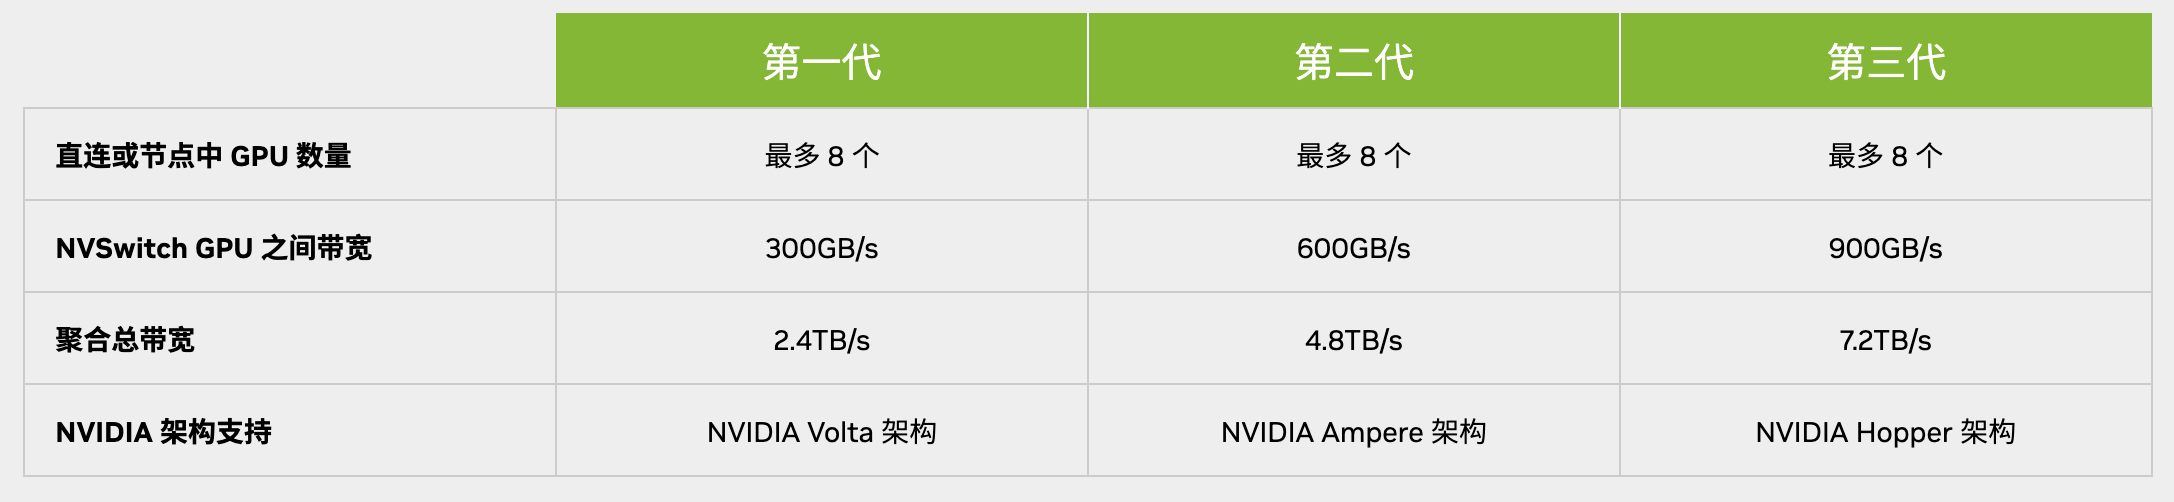 第一代 第二代 第三代
直连或节点中 GPU 数量 最多 8 个 最多 8 个 最多 8 个
NVSwitch GPU 之间带宽 300GB/s 600GB/s 900GB/s
聚合总带宽 2.4TB/s 4.8TB/s 7.2TB/s
NVIDIA 架构支持 NVIDIA Volta 架构 NVIDIA Ampere 架构 NVIDIA Hopper 架构